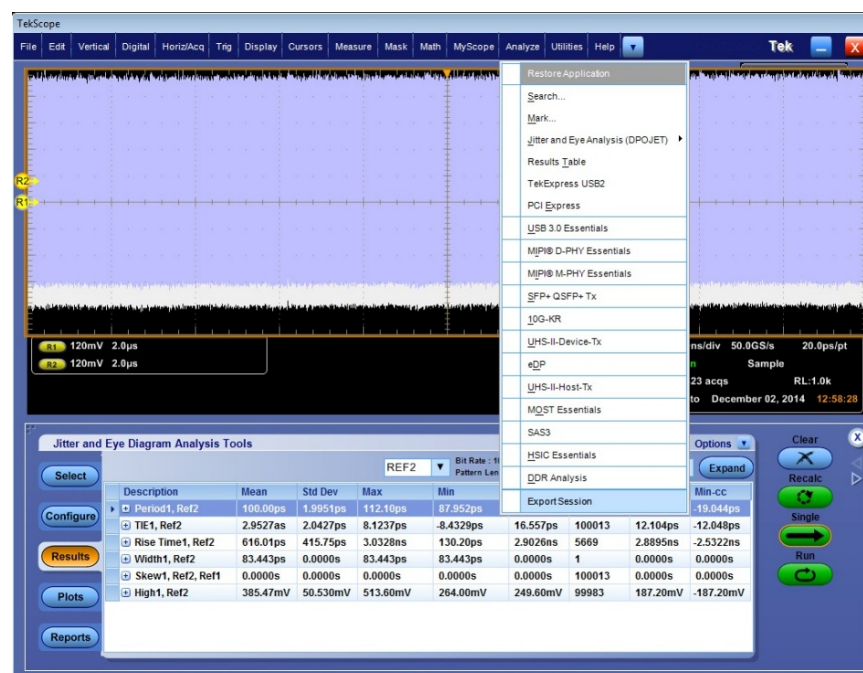 TekScope
File Edit Vertical Digital Horiz/Acq Trig Display Cursors Measure Mask Math MyScope Analyze Utilities Help Tek X
Restore Application
Search...
Mark...
Jitter and Eye Analysis (DPOJET)
Results Table
TekExpress USB2
PCI Express
USB 3.0 Essentials
MIPI® D-PHY Essentials
MIPI® M-PHY Essentials
SFP+ QSFP+ Tx
10G-KR
UHS-II-Device-Tx
eDP
UHS-II-Host-Tx
MOST Essentials
SAS3
HSIC Essentials
DDR Analysis
Export Session
R2
R1
R1 120mV 2.0µs
R2 120mV 2.0µs
ns/div 50.0GS/s 20.0ps/pt
n Sample
23 acqs RL:1.0k
to December 02, 2014 12:58:28
Jitter and Eye Diagram Analysis Tools
Options
X
REF2
Bit Rate : 
Pattern Len
Expand
Select
Configure
Results
Plots
Reports
Description Mean Std Dev Max Min Min-cc
Period1, Ref2 100.00ps 1.9951ps 112.10ps 87.952ps -19.044ps
TIE1, Ref2 2.9527as 2.0427ps 8.1237ps -8.4329ps 16.557ps 100013 12.104ps -12.048ps
Rise Time1, Ref2 616.01ps 415.75ps 3.0328ns 130.20ps 2.9026ns 5669 2.8895ns -2.5322ns
Width1, Ref2 83.443ps 0.0000s 83.443ps 83.443ps 0.0000s 1 0.0000s 0.0000s
Skew1, Ref2, Ref1 0.0000s 0.0000s 0.0000s 0.0000s 0.0000s 100013 0.0000s 0.0000s
High1, Ref2 385.47mV 50.530mV 513.60mV 264.00mV 249.60mV 99983 187.20mV -187.20mV
Clear
Recalc
Single
Run